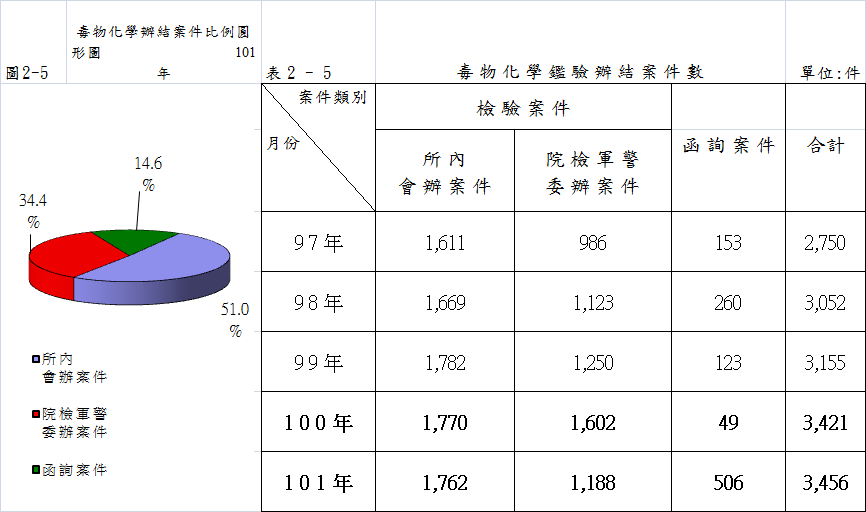 毒物化學辦結案件比例圓
形圖 101
圖2-5 年
14.6
%
34.4
%
51.0
%
所內
會辦案件
院檢軍警
委辦案件
函詢案件
表2-5 毒物化學鑑驗辦結案件數 單位:件
案件類別 檢驗案件 函詢案件 合計
月份 所內 院檢軍警
會辦案件 委辦案件
97年 1,611 986 153 2,750
98年 1,669 1,123 260 3,052
99年 1,782 1,250 123 3,155
100年 1,770 1,602 49 3,421
101年 1,762 1,188 506 3,456